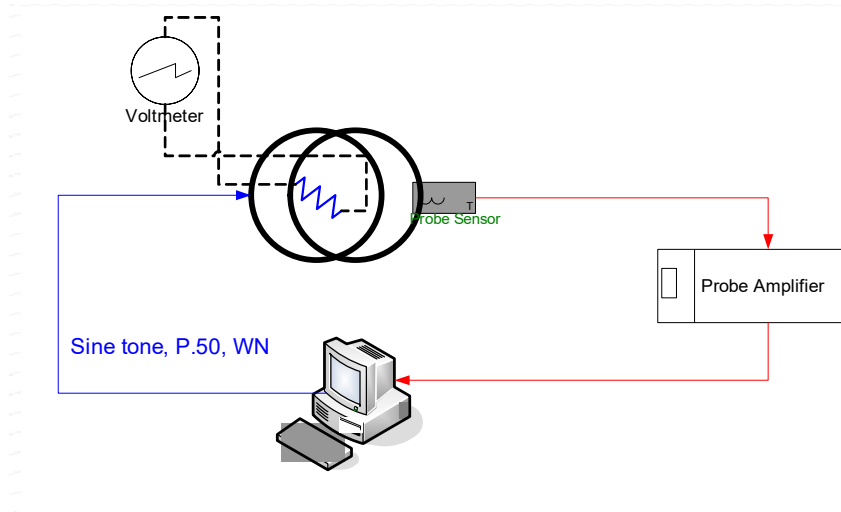 Voltmeter
T
Probe Sensor
Probe Amplifier
Sine tone, P.50, WN